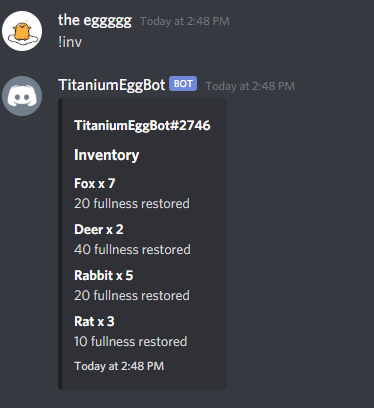 the eggggg Today at 2:48 PM
!inv
TitaniumEggBot BOT Today at 2:48 PM
TitaniumEggBot#2746
Inventory
Fox x 7
20 fullness restored
Deer x 2
40 fullness restored
Rabbit x 5
20 fullness restored
Rat x 3
10 fullness restored
Today at 2:48 PM